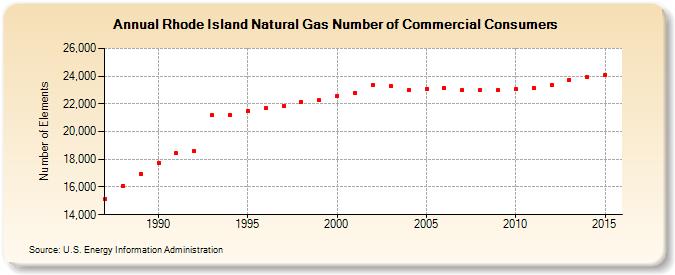 Annual Rhode Island Natural Gas Number of Commercial Consumers
Number of Elements
26,000
24,000
22,000
20,000
18,000
16,000
14,000
1990 1995 2000 2005 2010 2015
Source: U.S. Energy Information Administration